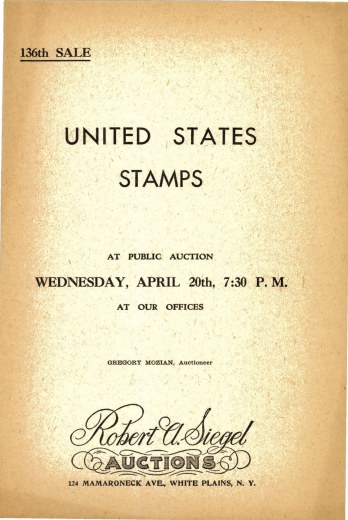 136th SALE
UNITED STATES
STAMPS
AT PUBLIC AUCTION
WEDNESDAY, APRIL 20th, 7:30 P. M.
AT OUR OFFICES
GREGORY MOZIAN, Auctioneer
Robert A. Siegel
AUCTIONS
124 MAMARONECK AVE., WHITE PLAINS, N. Y.